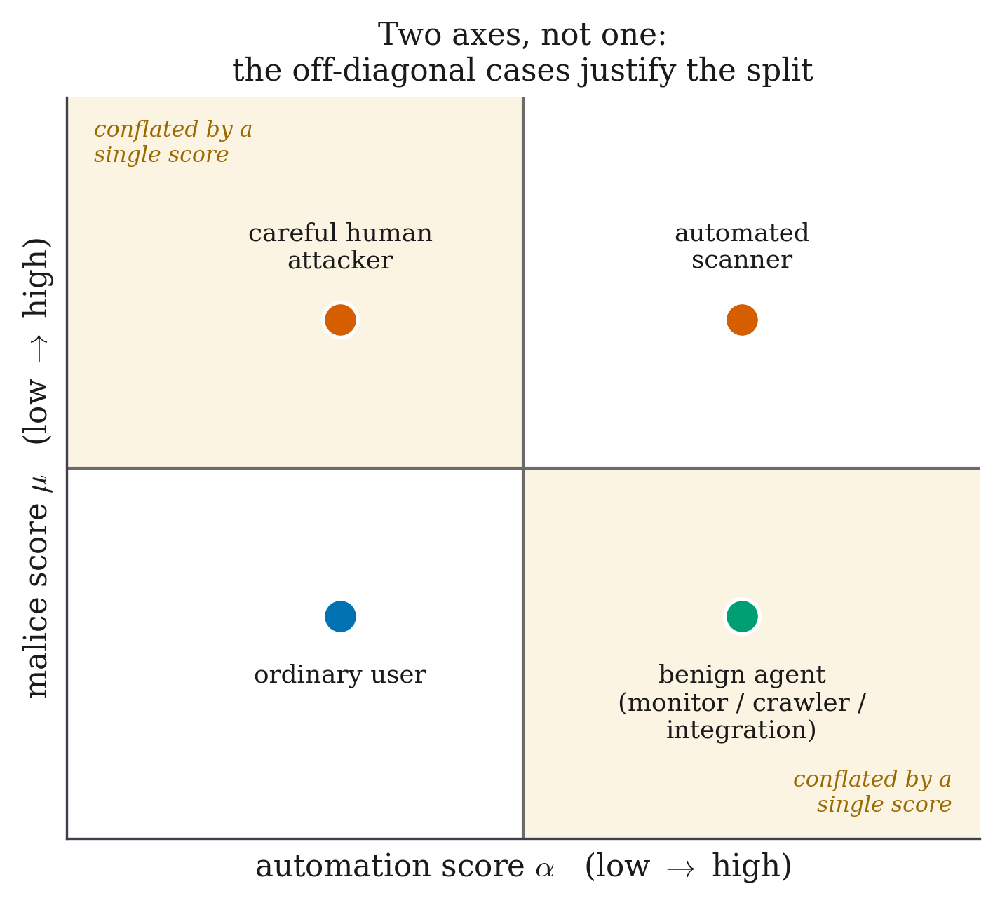 Two axes, not one:
the off-diagonal cases justify the split
conflated by a
single score
careful human
attacker
automated
scanner
malice score μ (low → high)
ordinary user
benign agent
(monitor / crawler /
integration)
conflated by a
single score
automation score α (low → high)